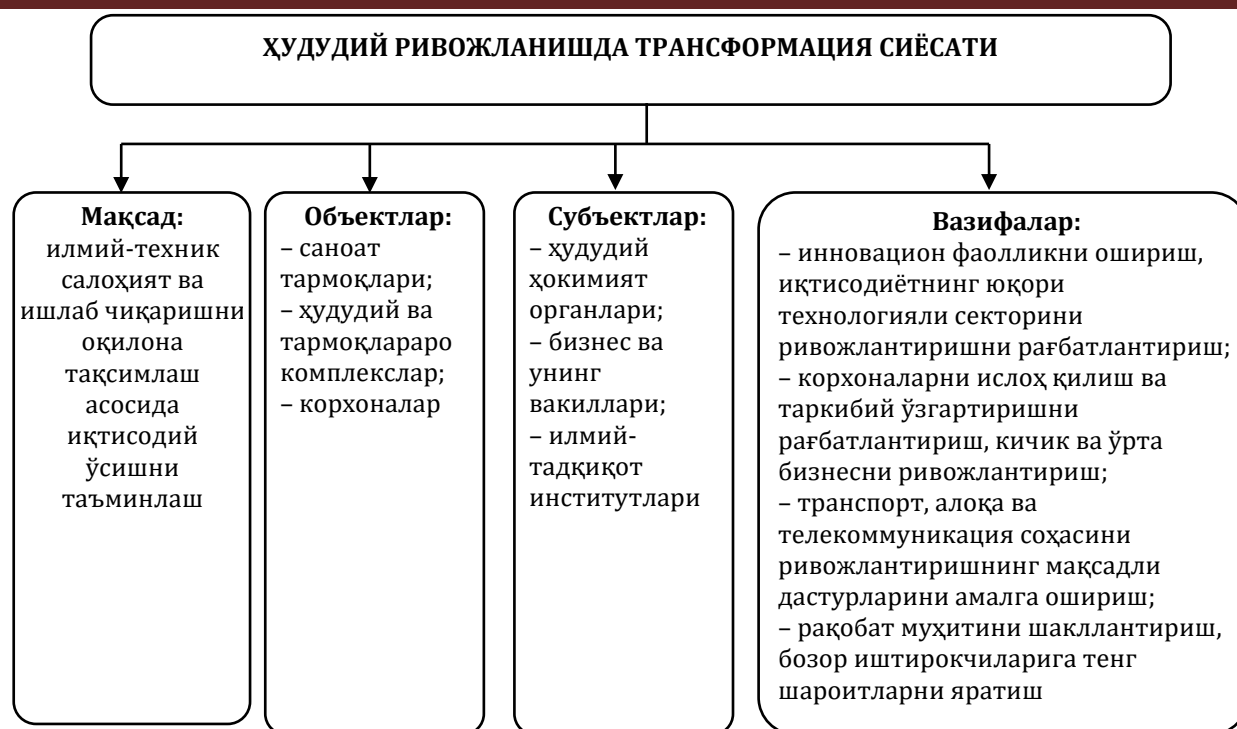 ҲУДУДИЙ РИВОЖЛАНИШДА ТРАНСФОРМАЦИЯ СИЁСАТИ
Мақсад:
илмий-техник
салоҳият ва
ишлаб чиқаришни
оқилона
тақсимлаш
асосида
иқтисодий
ўсишни
таъминлаш
Объектлар:
– саноат
тармоқлари;
– ҳудудий ва
тармоқлараро
комплекслар;
– корхоналар
Субъектлар:
– ҳудудий
ҳокимият
органлари;
– бизнес ва
унинг
вакиллари;
– илмий-
тадқиқот
институтлари
Вазифалар:
– инновацион фаолликни ошириш,
иқтисодиётнинг юқори
технологияли секторини
ривожлантиришни рағбатлантириш;
– корхоналарни ислоҳ қилиш ва
таркибий ўзгартиришни
рағбатлантириш, кичик ва ўрта
бизнесни ривожлантириш;
– транспорт, алоқа ва
телекоммуникация соҳасини
ривожлантиришнинг мақсадли
дастурларини амалга ошириш;
– рақобат муҳитини шакллантириш,
бозор иштирокчиларига тенг
шароитларни яратиш